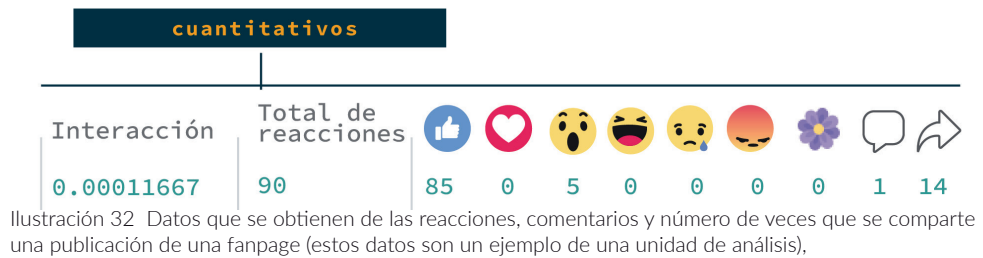 cuantitativos
Total de
Interacción reacciones
0.00011667 90 85 0 5 0 0 0 0 1 14
Ilustración 32 Datos que se obtienen de las reacciones, comentarios y número de veces que se comparte
una publicación de una fanpage (estos datos son un ejemplo de una unidad de análisis),